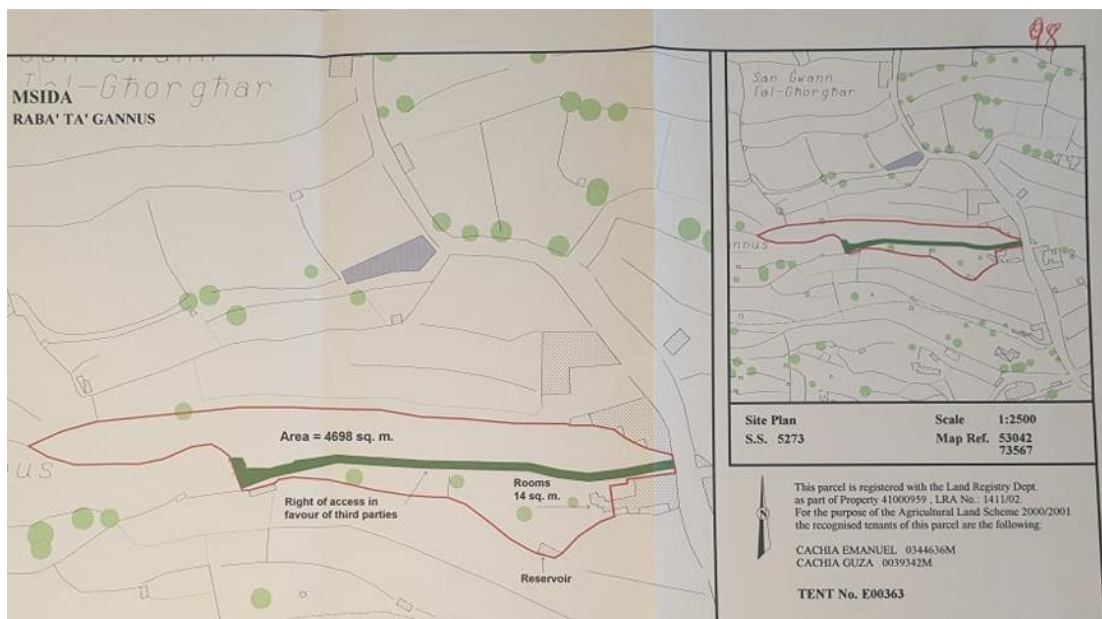 98
San Gwann
Tal-Għorgħar
MSIDA
RABA' TA' GANNUS
Area = 4698 sq. m.
Right of access in
favour of third parties
Rooms
14 sq. m.
Reservoir
nus
San Gwann
Tal-Għorgħar
nnus
Site Plan
S.S. 5273
Scale 1:2500
Map Ref. 53042
73567
N
This parcel is registered with the Land Registry Dept.
as part of Property 41000959 , LRA No.: 1411/02.
For the purpose of the Agricultural Land Scheme 2000/2001
the recognised tenants of this parcel are the following:
CACHIA EMANUEL 0344636M
CACHIA GUZA 0039342M
TENT No. E00363